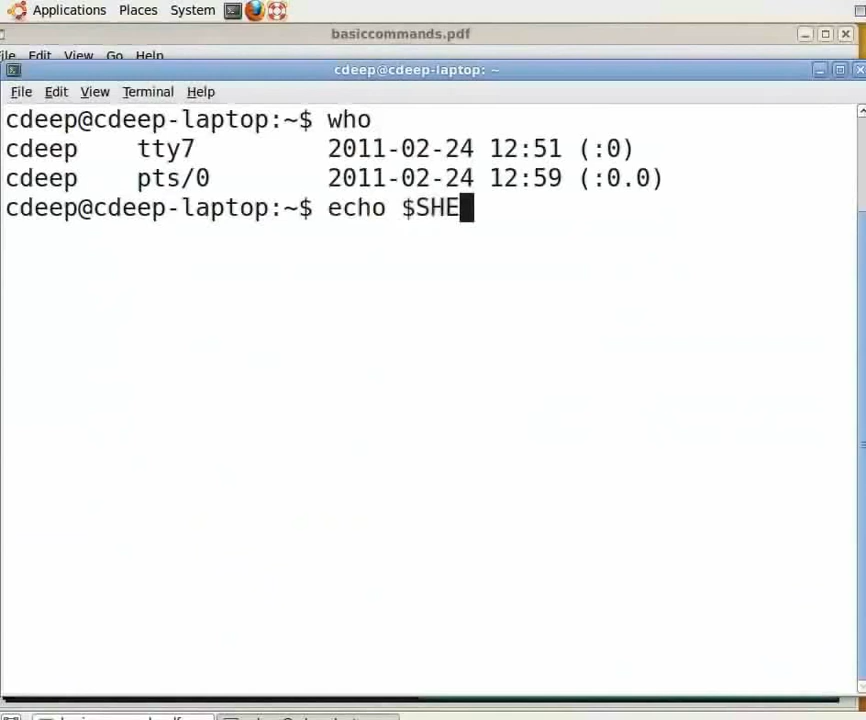 Applications Places System
basiccommands.pdf
File Edit View Go Help
cdeep@cdeep-laptop: ~
File Edit View Terminal Help
cdeep@cdeep-laptop:~$ who
cdeep    tty7         2011-02-24 12:51 (:0)
cdeep    pts/0        2011-02-24 12:59 (:0.0)
cdeep@cdeep-laptop:~$ echo $SHE